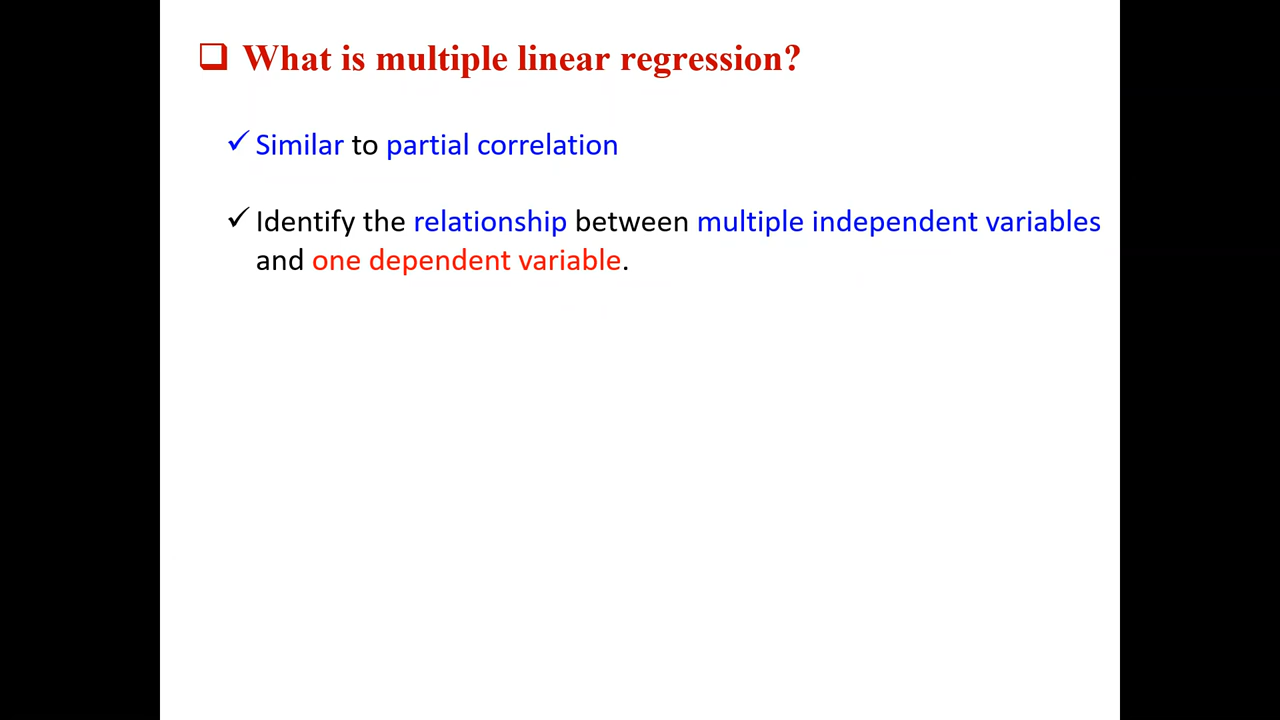 What is multiple linear regression?
Similar to partial correlation
Identify the relationship between multiple independent variables
and one dependent variable.